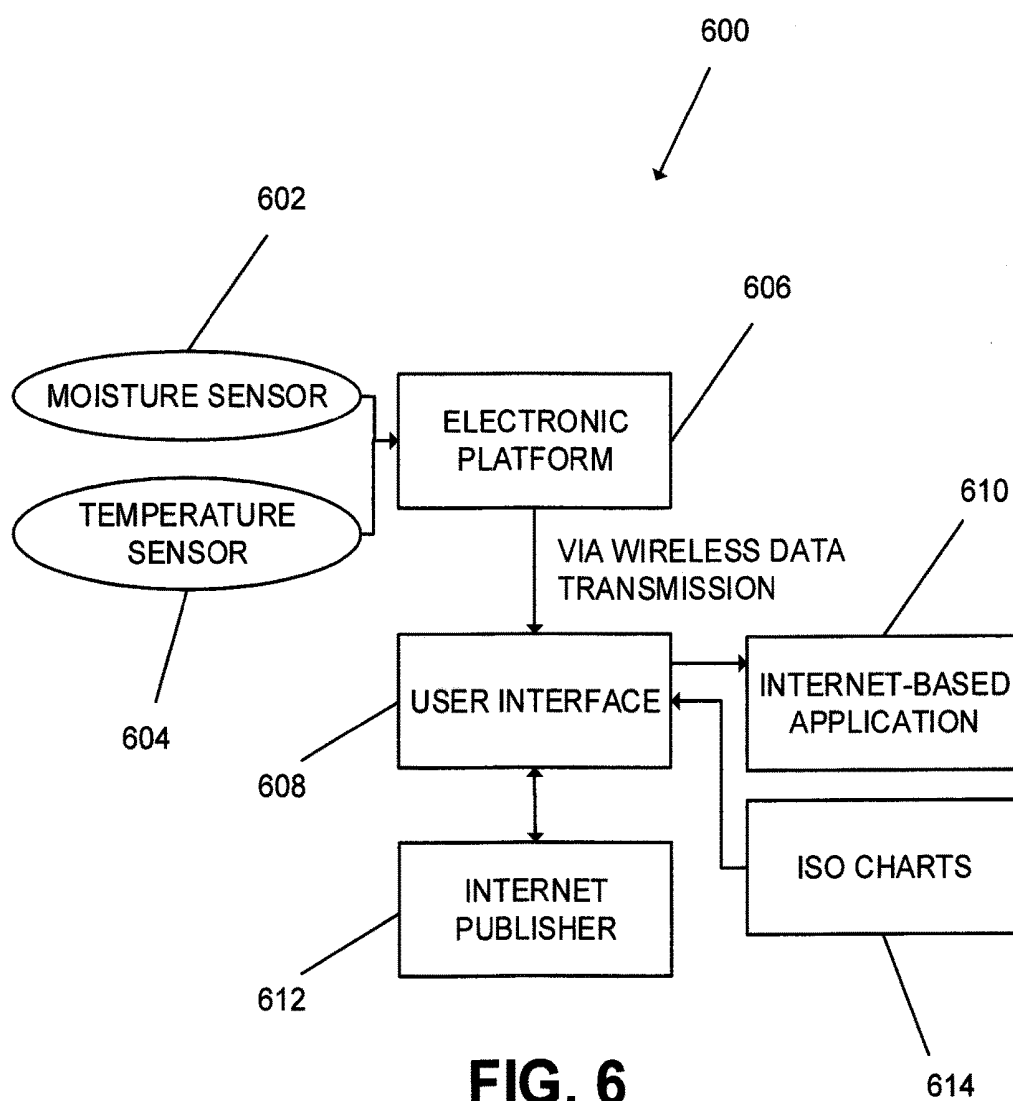 600
602
606
MOISTURE SENSOR
ELECTRONIC
PLATFORM
TEMPERATURE
SENSOR
610
VIA WIRELESS DATA
TRANSMISSION
604
USER INTERFACE
INTERNET-BASED
APPLICATION
608
INTERNET
PUBLISHER
ISO CHARTS
612
FIG. 6
614